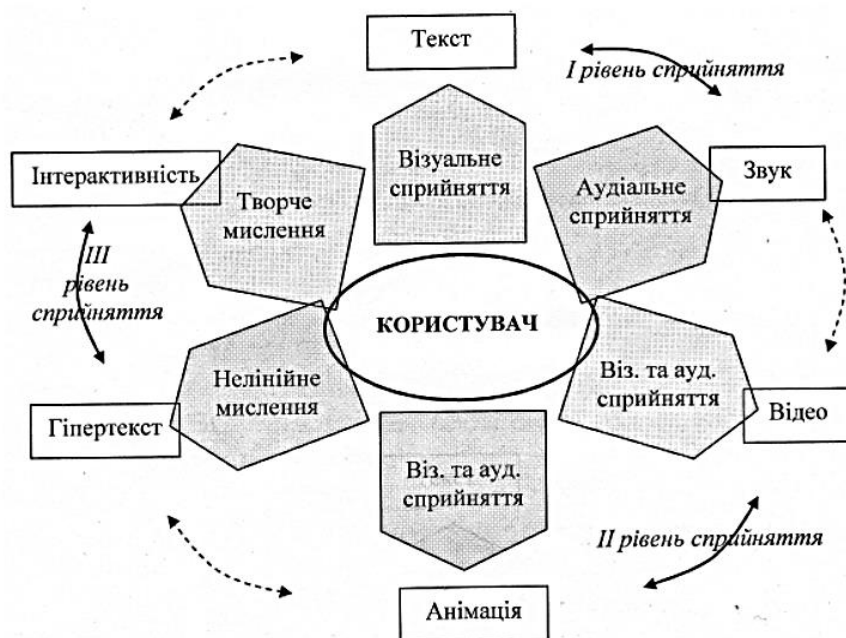 Текст
I рівень сприйняття
Візуальне
сприйняття
Інтерактивність
Творче
мислення
Аудіальне
сприйняття
Звук
III
рівень
сприйняття
КОРИСТУВАЧ
Нелінійне
мислення
Віз. та ауд.
сприйняття
Гіпертекст
Відео
Віз. та ауд.
сприйняття
II рівень сприйняття
Анімація